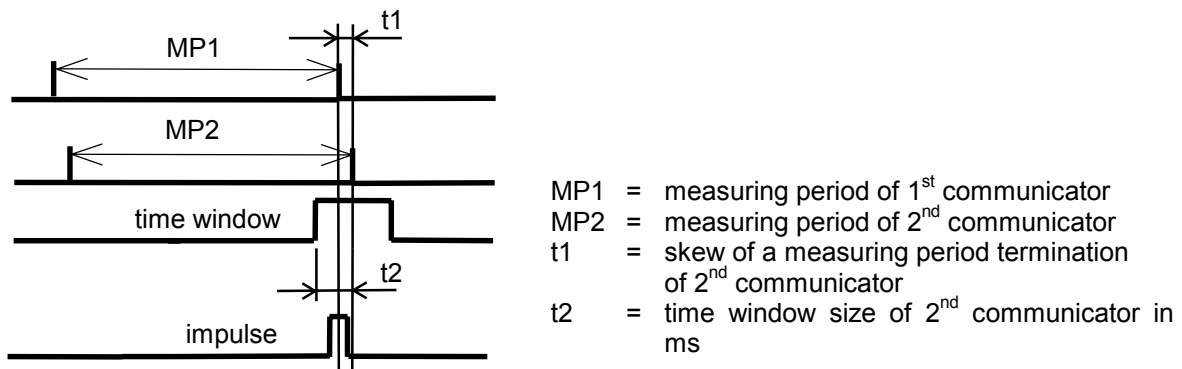 t1
MP1
MP2
time window
t2
impulse
MP1 = measuring period of 1st communicator
MP2 = measuring period of 2nd communicator
t1 = skew of a measuring period termination
of 2nd communicator
t2 = time window size of 2nd communicator in
ms